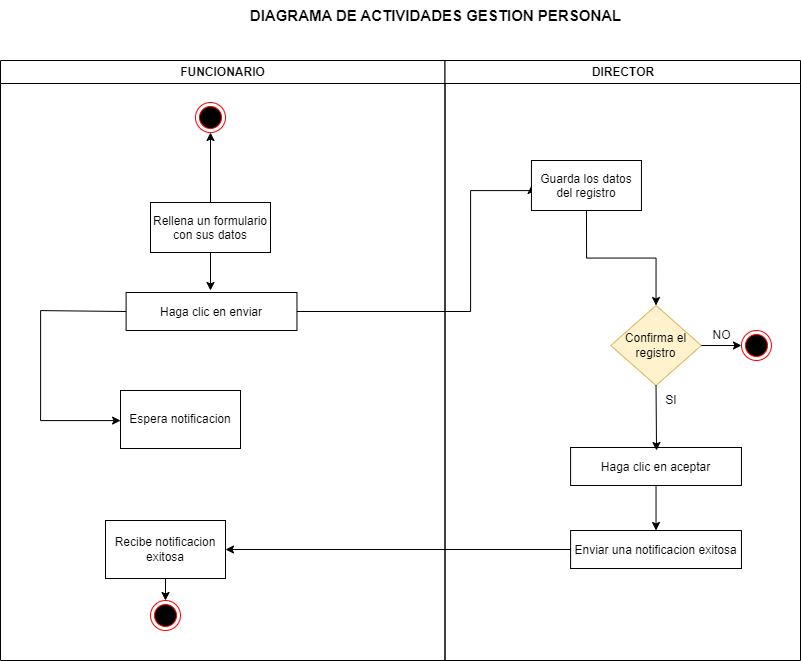 DIAGRAMA DE ACTIVIDADES GESTION PERSONAL
FUNCIONARIO
DIRECTOR
Guarda los datos
del registro
Rellena un formulario
con sus datos
Haga clic en enviar
Confirma el
registro
NO
SI
Espera notificacion
Haga clic en aceptar
Recibe notificacion
exitosa
Enviar una notificacion exitosa